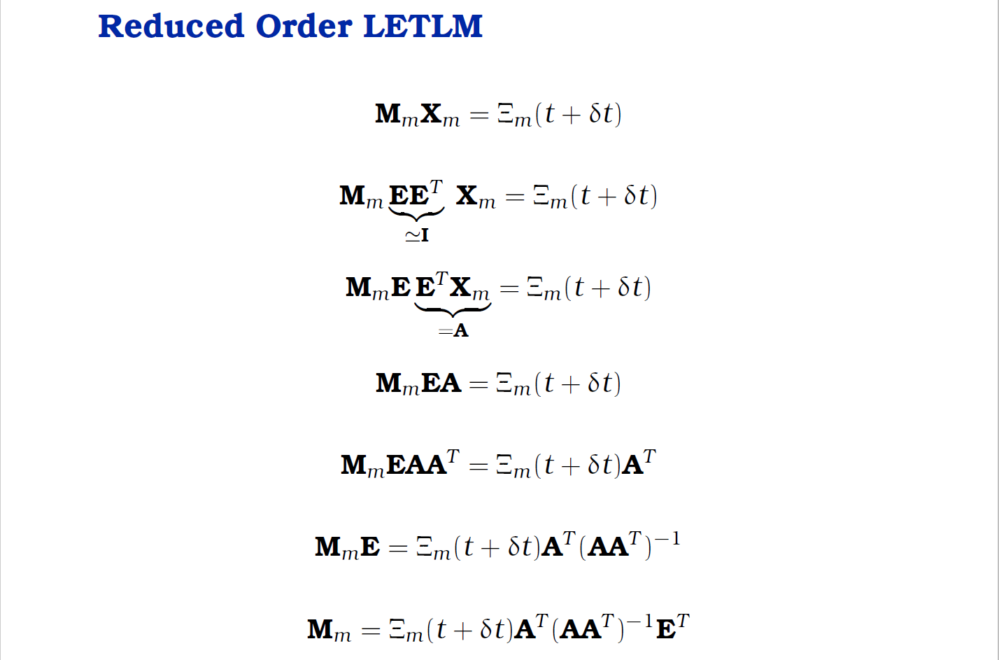 Reduced Order LETLM
M_m X_m = Ξ_m(t + δt)
M_m EE^T X_m = Ξ_m(t + δt)
≃I
M_m E E^T X_m = Ξ_m(t + δt)
=A
M_m EA = Ξ_m(t + δt)
M_m EAA^T = Ξ_m(t + δt)A^T
M_m E = Ξ_m(t + δt)A^T(AA^T)^{-1}
M_m = Ξ_m(t + δt)A^T(AA^T)^{-1}E^T